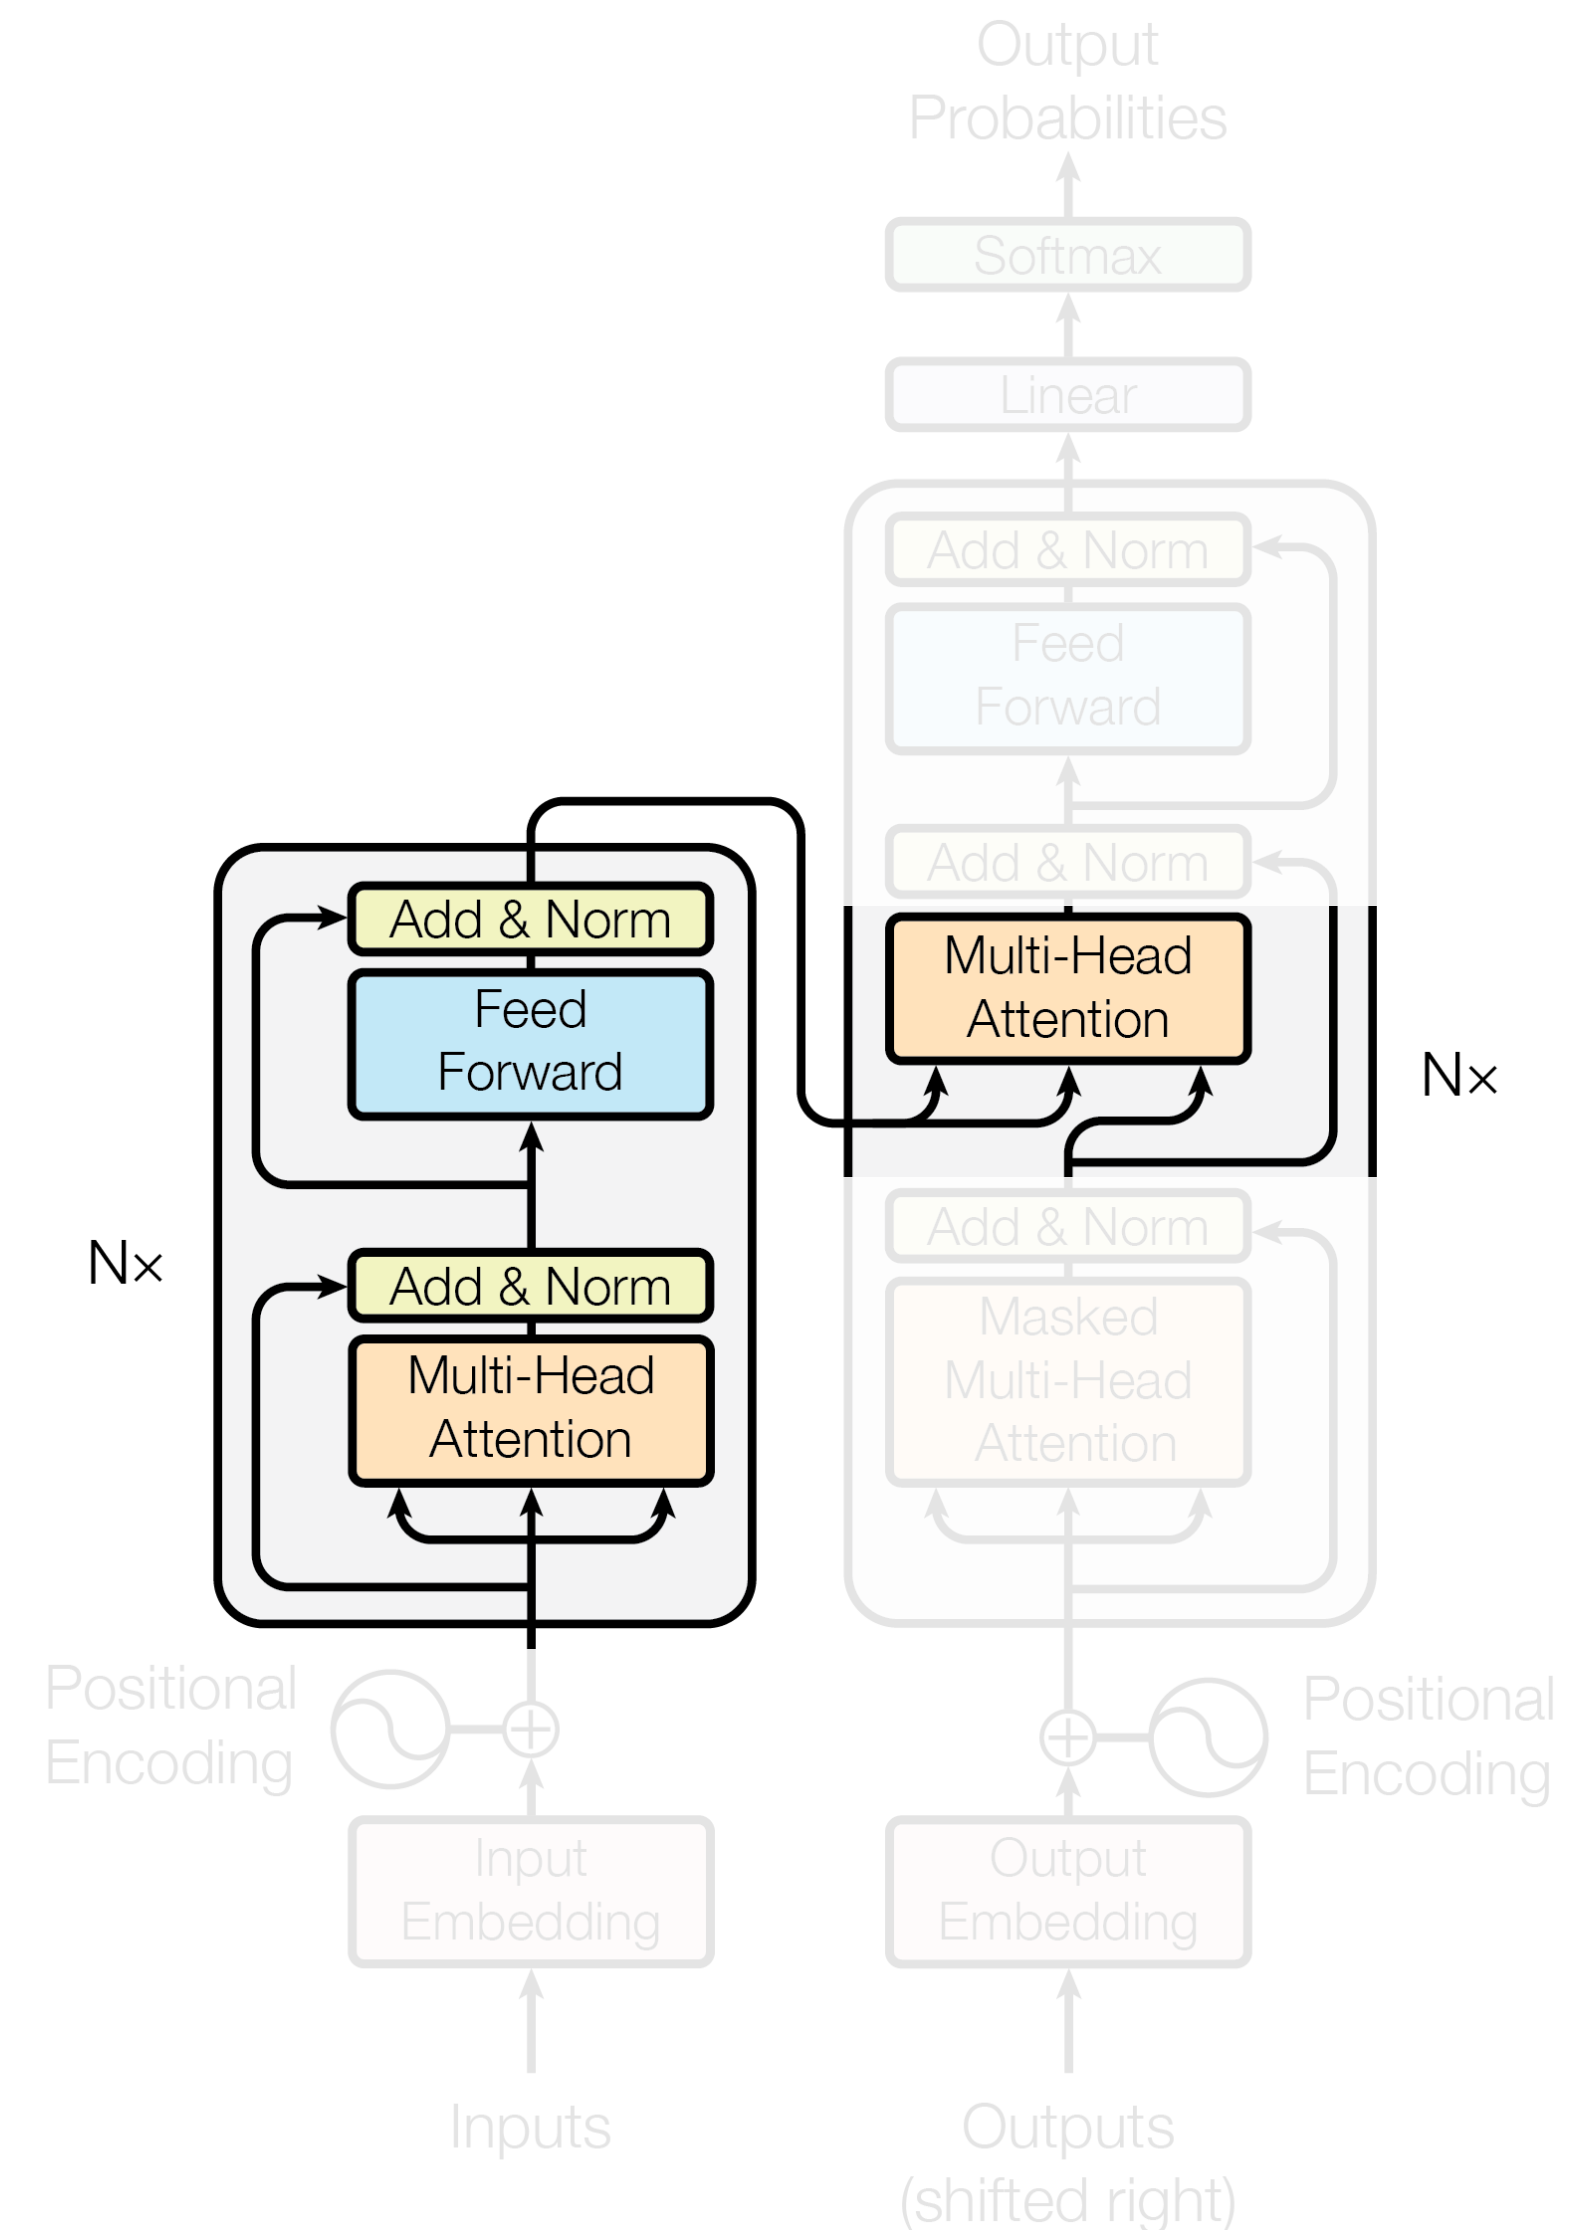 Output
Probabilities
Softmax
Linear
Add & Norm
Feed
Forward
Add & Norm
Multi-Head
Attention
N×
Add & Norm
Masked
Multi-Head
Attention
Add & Norm
Feed
Forward
N×
Add & Norm
Multi-Head
Attention
Positional
Encoding
Positional
Encoding
Input
Embedding
Output
Embedding
Inputs
Outputs
(shifted right)